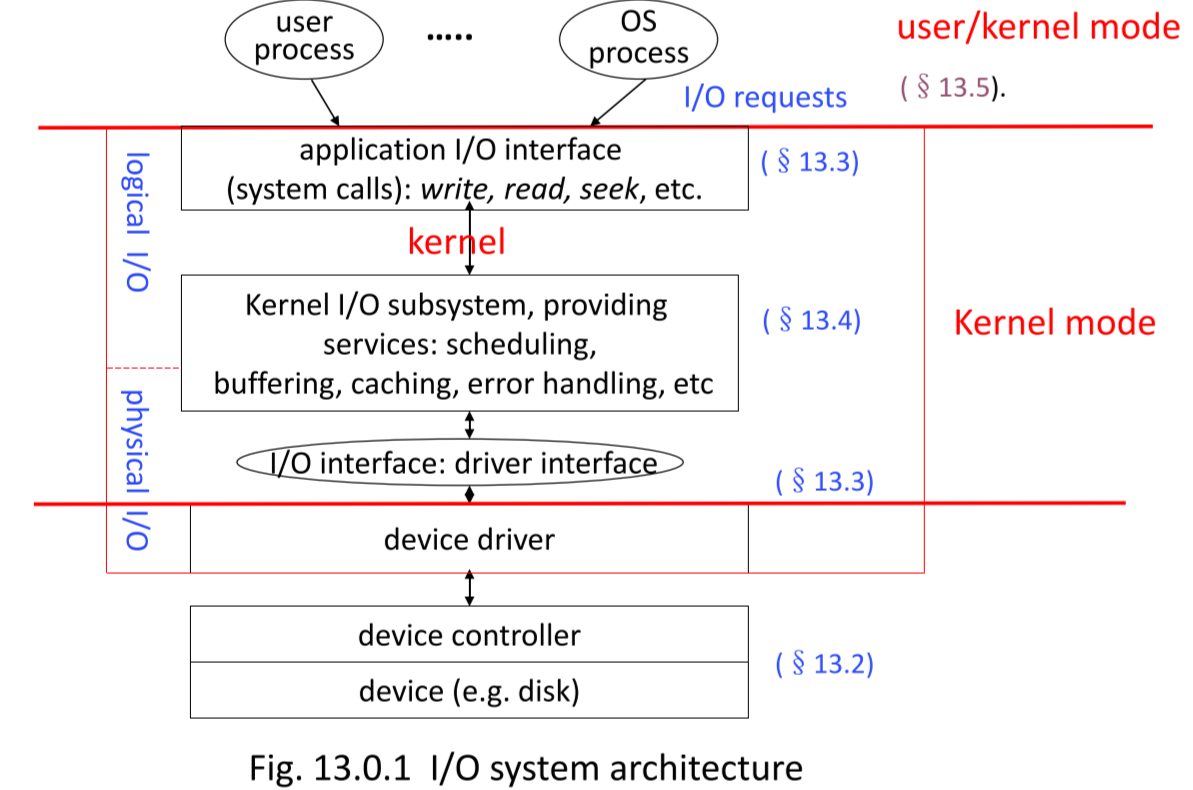 user
process
.....
OS
process
user/kernel mode
I/O requests
(§13.5).
application I/O interface
(system calls): write, read, seek, etc.
(§13.3)
logical I/O
kernel
Kernel I/O subsystem, providing
services: scheduling,
buffering, caching, error handling, etc
(§13.4)
Kernel mode
physical I/O
I/O interface: driver interface
(§13.3)
device driver
device controller
device (e.g. disk)
(§13.2)
Fig. 13.0.1 I/O system architecture